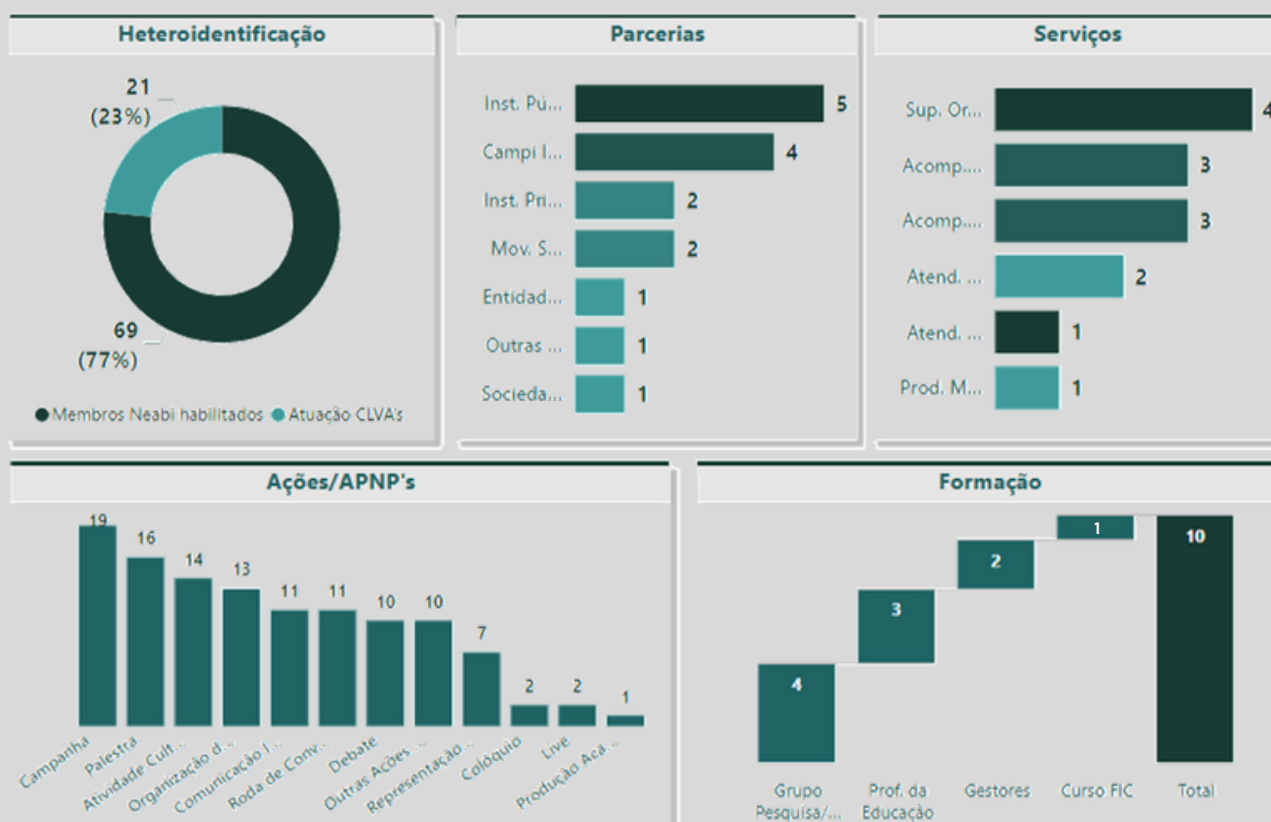 Heteroidentificação
21
(23%)
69
(77%)
Membros Neabi habilitados
Atuação CLVA's
Parcerias
Inst. Pú... 5
Campi I... 4
Inst. Pri... 2
Mov. S... 2
Entidad... 1
Outras ... 1
Socieda... 1
Serviços
Sup. Or... 4
Acomp.... 3
Acomp.... 3
Atend. ... 2
Atend. ... 1
Prod. M... 1
Ações/APNP's
19
16
14
13
11
11
10
10
7
2
2
1
Campanha
Palestra
Atividade Cult...
Organização d...
Comunicação I...
Roda de Conv...
Debate
Outras Ações ...
Representação...
Colóquio
Live
Produção Aca...
Formação
4
3
2
1
10
Grupo
Pesquisa/...
Prof. da
Educação
Gestores
Curso FIC
Total